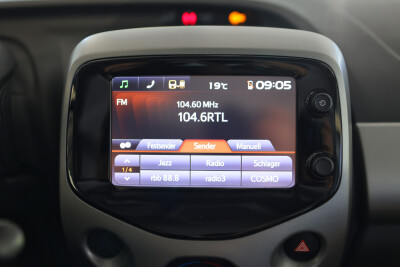 19°C 09:05
FM
104.60 MHz
104.6RTL
Festsender Sender Manuell
Jazz Radio Schlager
1/4
rbb 88.8 radio3 COSMO